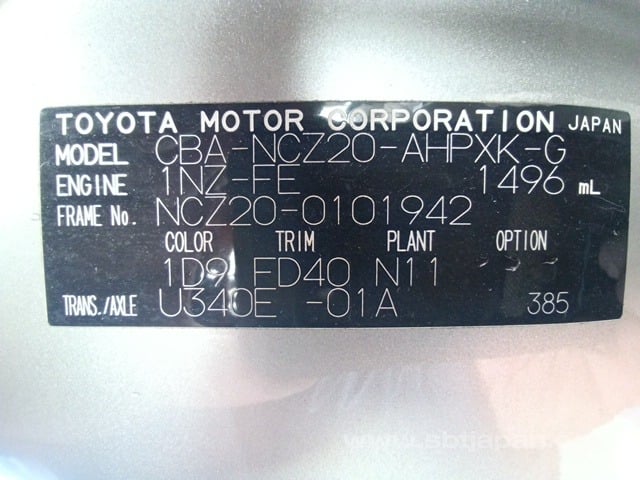 TOYOTA MOTOR CORPORATION JAPAN
MODEL CBA-NCZ20-AHPXK-G
ENGINE 1NZ-FE 1496 mL
FRAME No. NCZ20-0101942
COLOR TRIM PLANT OPTION
1D9 FD40 N11
TRANS./AXLE U340E -01A 385
www.sbtjapan.com